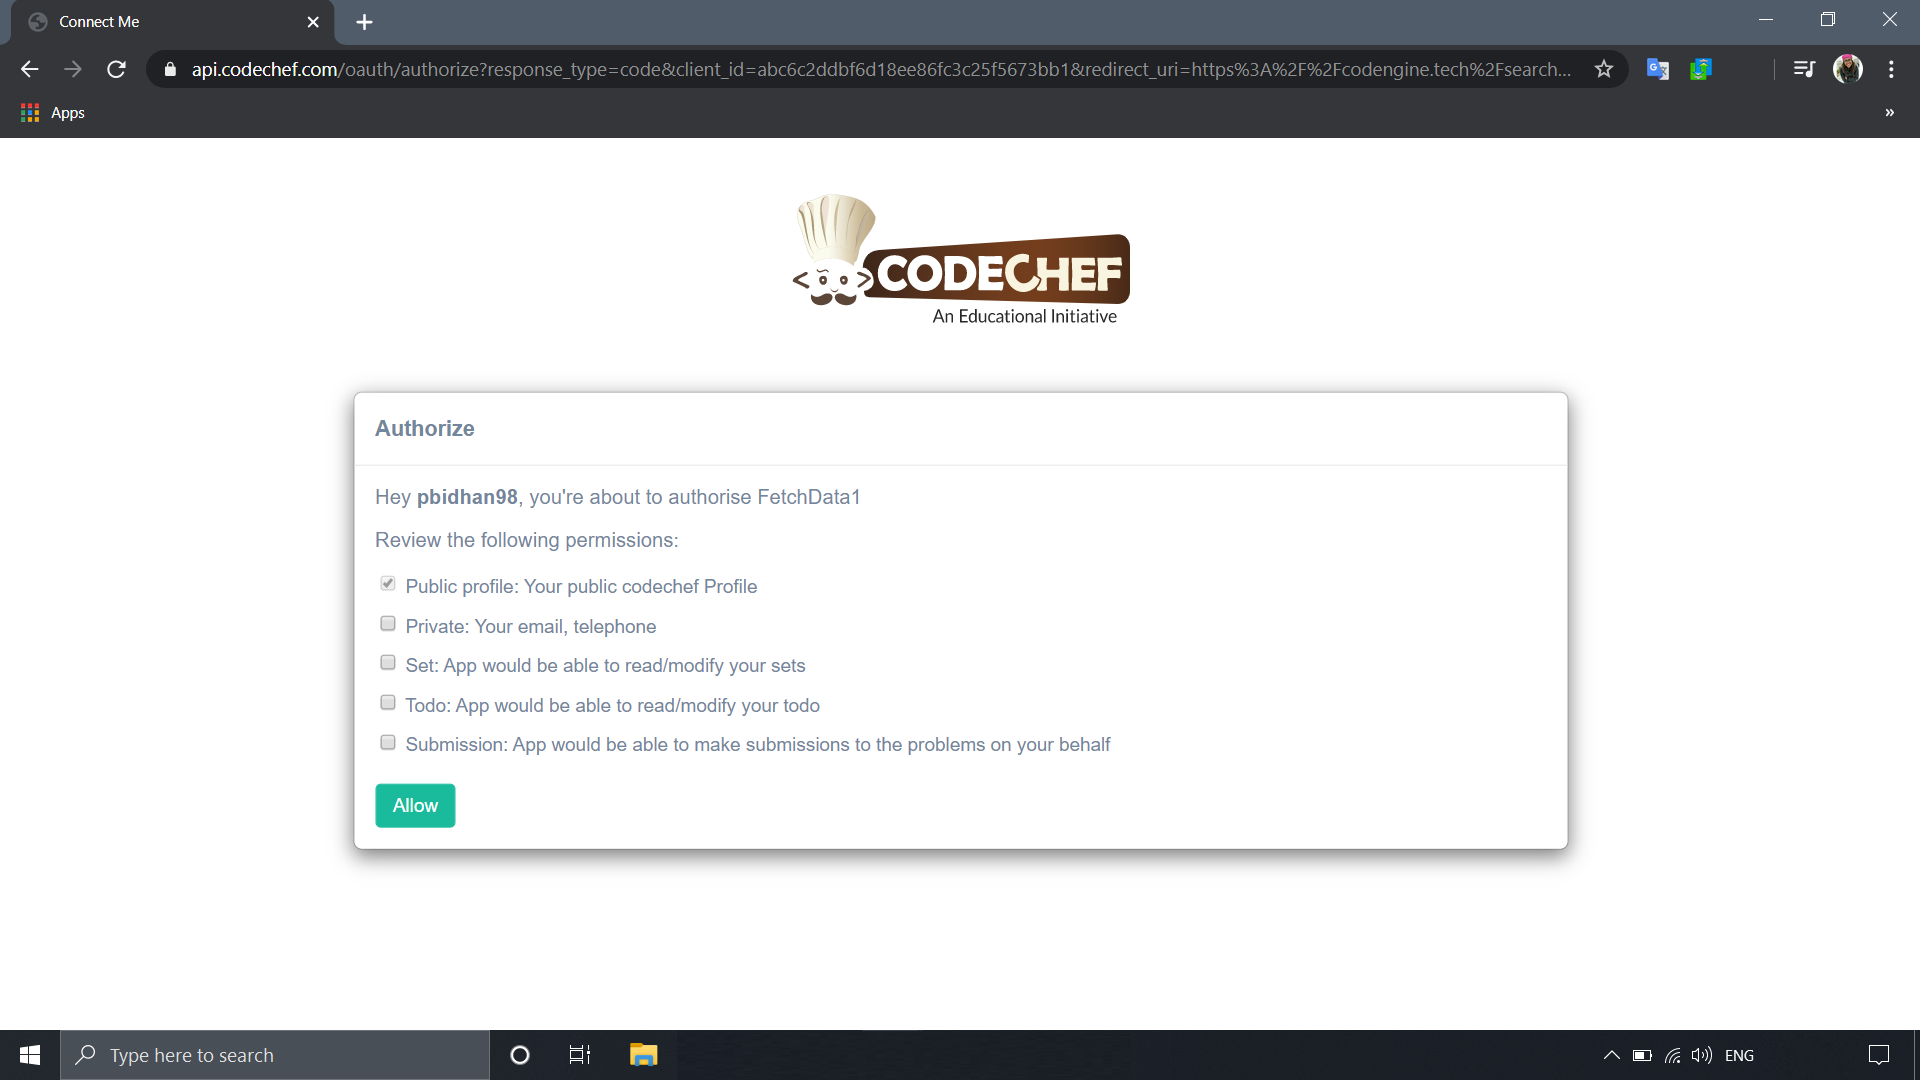 Connect Me
api.codechef.com/oauth/authorize?response_type=code&client_id=abc6c2ddbf6d18ee86fc3c25f5673bb1&redirect_uri=https%3A%2F%2Fcodengine.tech%2Fsearch...
Apps
»
< > CODECHEF
An Educational Initiative
Authorize
Hey pbidhan98, you're about to authorise FetchData1
Review the following permissions:
Public profile: Your public codechef Profile
Private: Your email, telephone
Set: App would be able to read/modify your sets
Todo: App would be able to read/modify your todo
Submission: App would be able to make submissions to the problems on your behalf
Allow
Type here to search
ENG